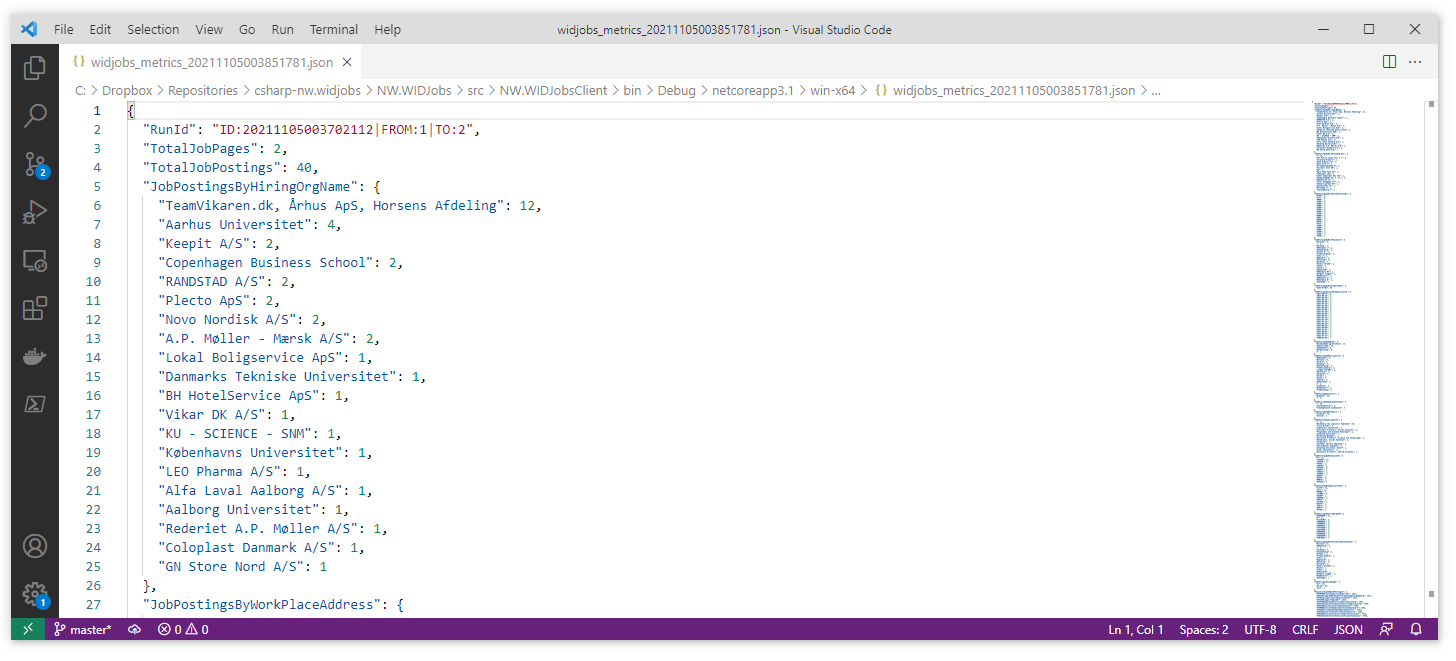 File Edit Selection View Go Run Terminal Help widjobs_metrics_20211105003851781.json - Visual Studio Code
{} widjobs_metrics_20211105003851781.json
C: > Dropbox > Repositories > csharp-nw.widjobs > NW.WIDJobs > src > NW.WIDJobsClient > bin > Debug > netcoreapp3.1 > win-x64 > {} widjobs_metrics_20211105003851781.json > ...
1 {
2 "RunId": "ID:20211105003702112|FROM:1|TO:2",
3 "TotalJobPages": 2,
4 "TotalJobPostings": 40,
5 "JobPostingsByHiringOrgName": {
6 "TeamVikaren.dk, Århus ApS, Horsens Afdeling": 12,
7 "Aarhus Universitet": 4,
8 "Keepit A/S": 2,
9 "Copenhagen Business School": 2,
10 "RANDSTAD A/S": 2,
11 "Plecto ApS": 2,
12 "Novo Nordisk A/S": 2,
13 "A.P. Møller - Mærsk A/S": 2,
14 "Lokal Boligservice ApS": 1,
15 "Danmarks Tekniske Universitet": 1,
16 "BH HotelService ApS": 1,
17 "Vikar DK A/S": 1,
18 "KU - SCIENCE - SNM": 1,
19 "Københavns Universitet": 1,
20 "LEO Pharma A/S": 1,
21 "Alfa Laval Aalborg A/S": 1,
22 "Aalborg Universitet": 1,
23 "Rederiet A.P. Møller A/S": 1,
24 "Coloplast Danmark A/S": 1,
25 "GN Store Nord A/S": 1
26 },
27 "JobPostingsByWorkPlaceAddress": {
2
1
master* 0 0 Ln 1, Col 1 Spaces: 2 UTF-8 CRLF JSON